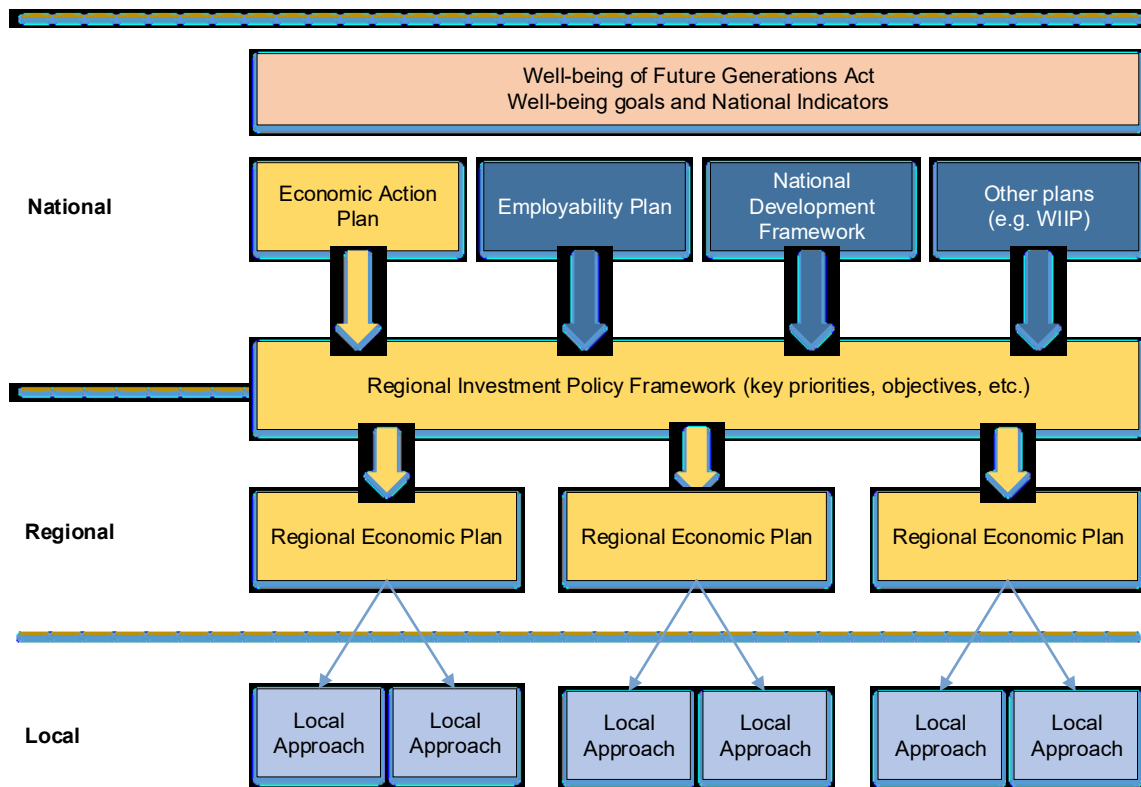 Well-being of Future Generations Act
Well-being goals and National Indicators
National
Economic Action
Plan
Employability Plan
National
Development
Framework
Other plans
(e.g. WIIP)
Regional Investment Policy Framework (key priorities, objectives, etc.)
Regional
Regional Economic Plan
Regional Economic Plan
Regional Economic Plan
Local
Local
Approach
Local
Approach
Local
Approach
Local
Approach
Local
Approach
Local
Approach